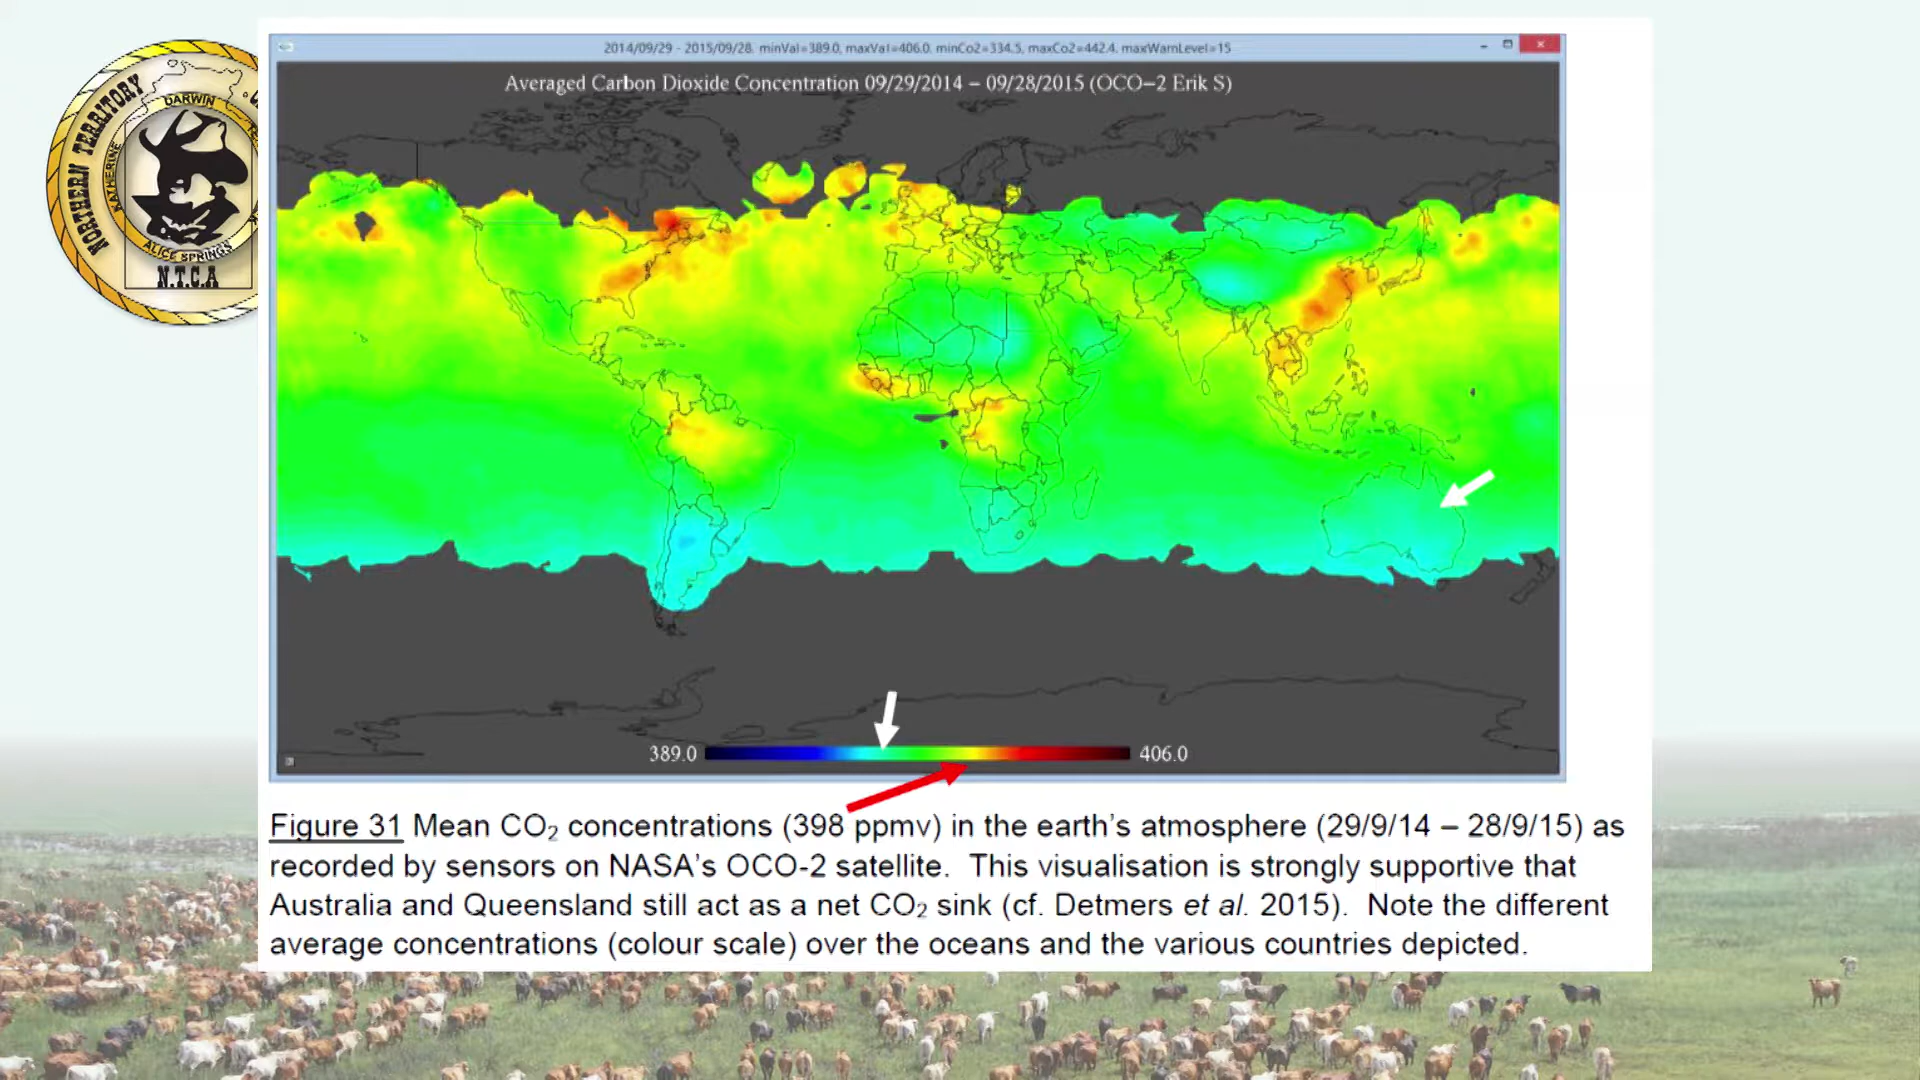 2014/09/29 - 2015/09/28. minVal=389.0, maxVal=406.0, minCo2=334.5, maxCo2=442.4. maxWarnLevel=15
Averaged Carbon Dioxide Concentration 09/29/2014 – 09/28/2015 (OCO–2 Erik S)
NORTHERN TERRITORY
DARWIN
KATHERINE
ALICE SPRINGS
N.T.C.A
389.0
406.0
Figure 31 Mean CO₂ concentrations (398 ppmv) in the earth's atmosphere (29/9/14 – 28/9/15) as
recorded by sensors on NASA's OCO-2 satellite. This visualisation is strongly supportive that
Australia and Queensland still act as a net CO₂ sink (cf. Detmers et al. 2015). Note the different
average concentrations (colour scale) over the oceans and the various countries depicted.